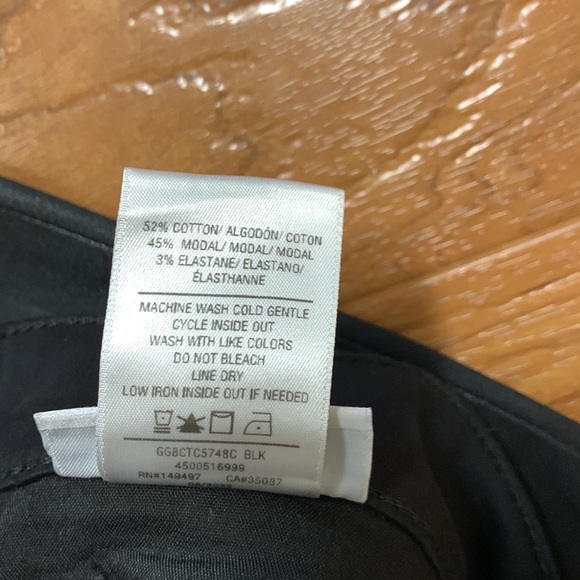 52% COTTON/ ALGODÓN/ COTON
45% MODAL/ MODAL/ MODAL
3% ELASTANE/ ELASTANO/
ÉLASTHANNE
MACHINE WASH COLD GENTLE
CYCLE INSIDE OUT
WASH WITH LIKE COLORS
DO NOT BLEACH
LINE DRY
LOW IRON INSIDE OUT IF NEEDED
GG8CTC5748C BLK
4500516999
RN#149497 CA#35037